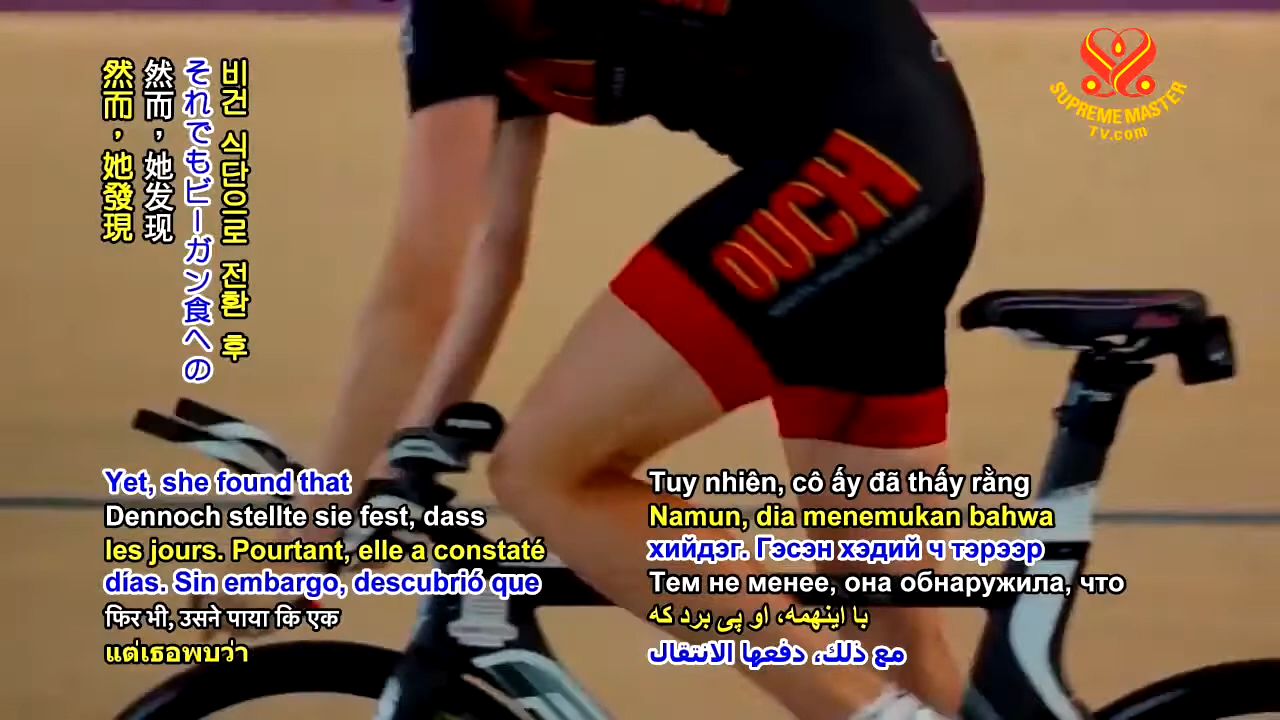 SUPREME MASTER
TV.com
비건 식단으로 전환 후
それでもビーガン食への
然而，她发现
然而，她發現
OUCH
Yet, she found that
Dennoch stellte sie fest, dass
les jours. Pourtant, elle a constaté
días. Sin embargo, descubrió que
फिर भी, उसने पाया कि एक
แต่เธอพบว่า
Tuy nhiên, cô ấy đã thấy rằng
Namun, dia menemukan bahwa
хийдэг. Гэсэн хэдий ч тэрээр
Тем не менее, она обнаружила, что
با اینهمه، او پی برد که
مع ذلك، دفعها الانتقال